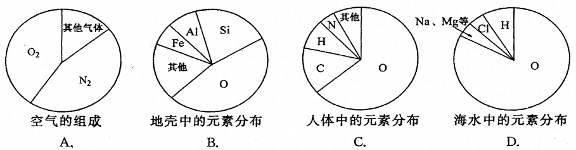 O₂
其他气体
N₂
空气的组成
A.
Fe
Al
Si
其他
O
地壳中的元素分布
B.
C
H
N
其他
O
人体中的元素分布
C.
Na、Mg等
Cl
H
O
海水中的元素分布
D.